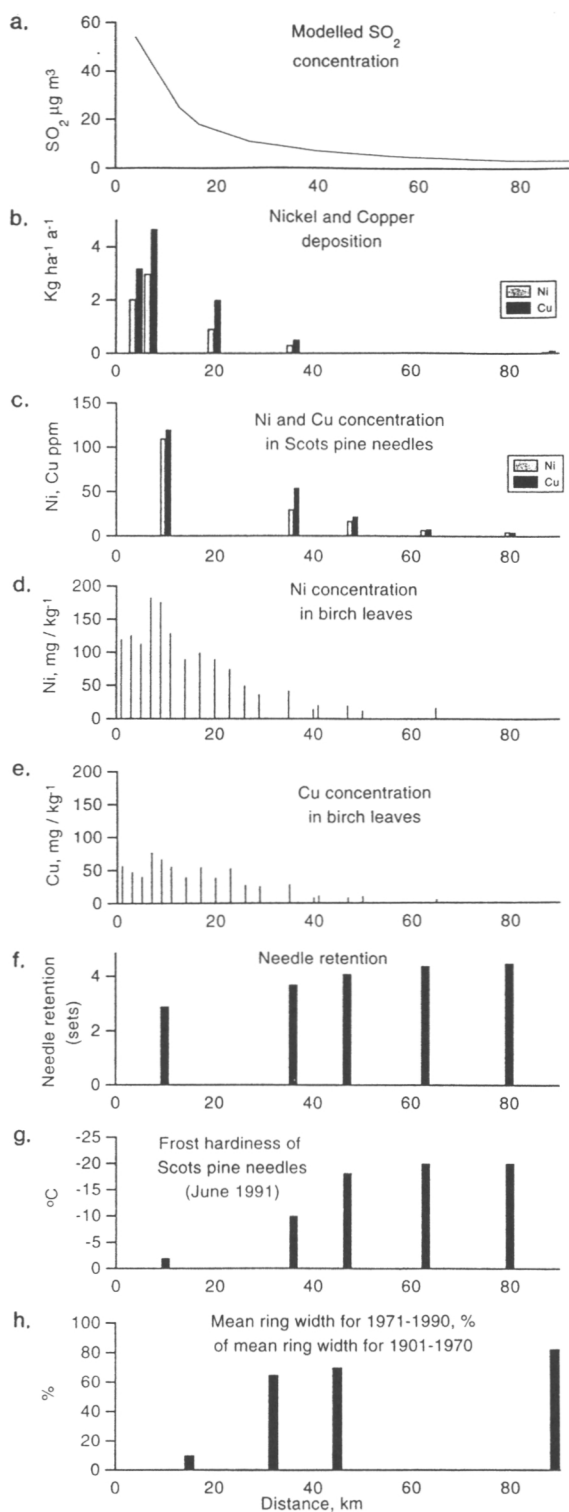 a.
Modelled SO2
concentration
SO2 µg m3
60
40
20
0
0 20 40 60 80
b.
Nickel and Copper
deposition
Kg ha-1 a-1
4
2
0
Ni
Cu
0 20 40 60 80
c.
Ni and Cu concentration
in Scots pine needles
Ni, Cu ppm
150
100
50
0
Ni
Cu
0 20 40 60 80
d.
Ni concentration
in birch leaves
Ni, mg / kg-1
200
150
100
50
0
0 20 40 60 80
e.
Cu concentration
in birch leaves
Cu, mg / kg-1
200
150
100
50
0
0 20 40 60 80
f.
Needle retention
Needle retention
(sets)
4
2
0
0 20 40 60 80
g.
Frost hardiness of
Scots pine needles
(June 1991)
oC
-25
-20
-15
-10
-5
0
0 20 40 60 80
h.
Mean ring width for 1971-1990, %
of mean ring width for 1901-1970
%
100
80
60
40
20
0
0 20 40 60 80
Distance, km